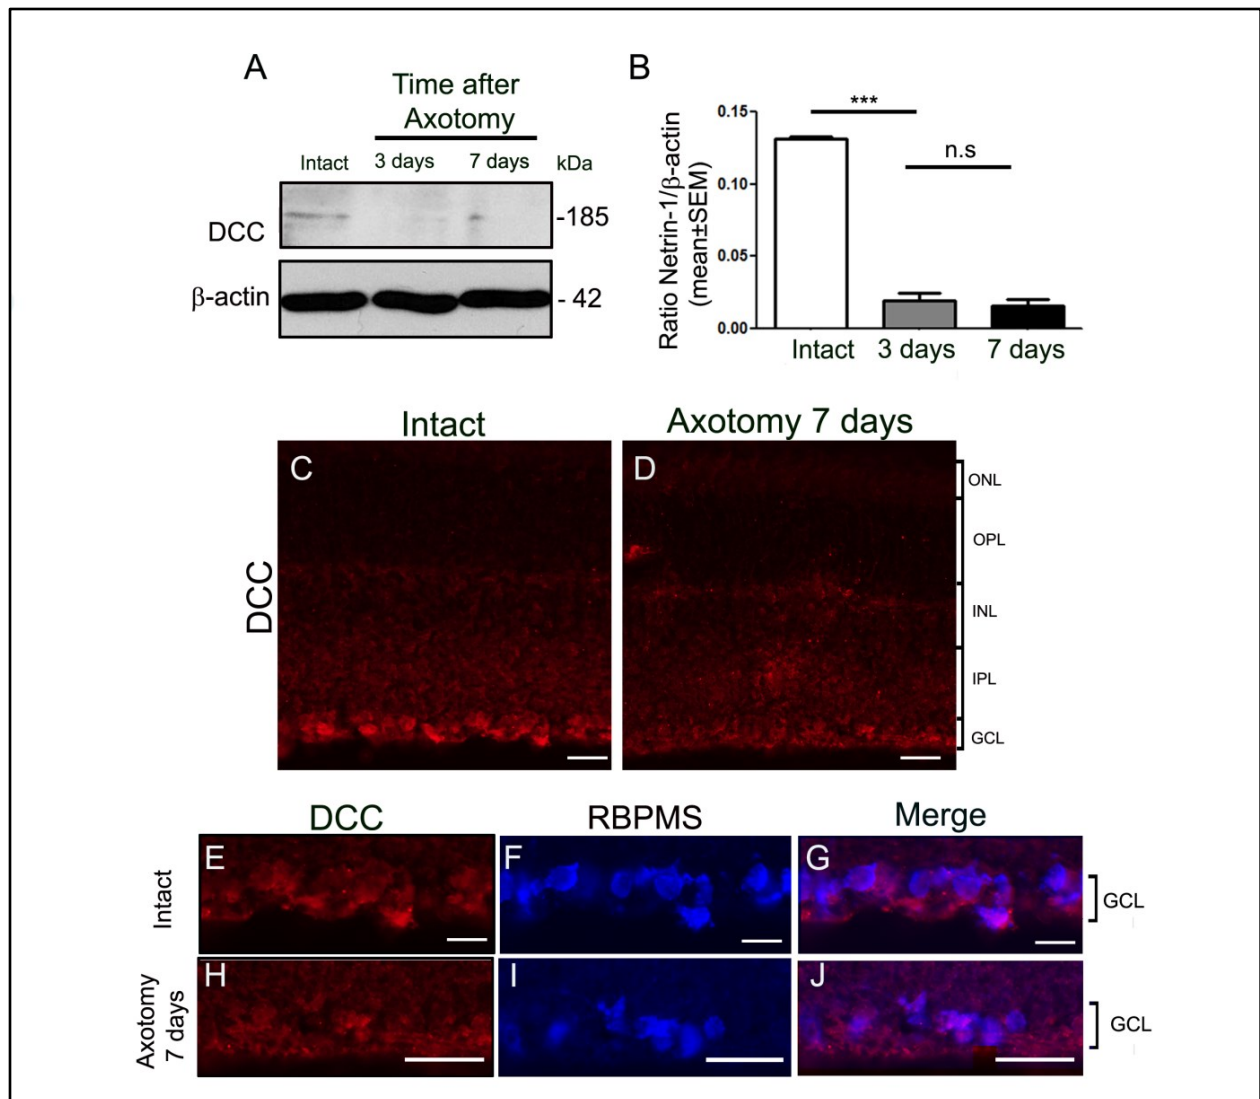 A
Time after
Axotomy
Intact 3 days 7 days kDa
DCC -185
β-actin - 42
B
Ratio Netrin-1/β-actin
(mean±SEM)
0.15
0.10
0.05
0.00
***
n.s
Intact 3 days 7 days
Intact
Axotomy 7 days
DCC
C
D
ONL
OPL
INL
IPL
GCL
DCC RBPMS Merge
Intact
E F G
GCL
Axotomy
7 days
H I J
GCL